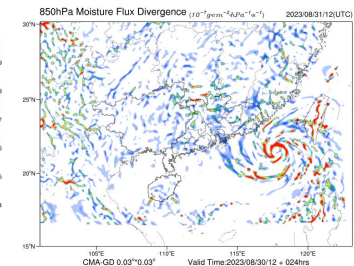 850hPa Moisture Flux Divergence (10⁻⁷gcm⁻²hPa⁻¹s⁻¹) 2023/08/31/12(UTC)
30°N
25°N
20°N
15°N
105°E 110°E 115°E 120°E
CMA-GD 0.03°*0.03° Valid Time:2023/08/30/12 + 024hrs